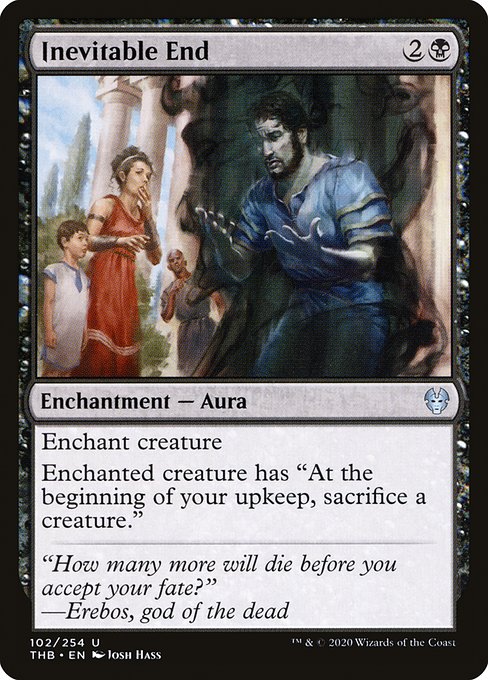 Inevitable End 2
Enchantment — Aura
Enchant creature
Enchanted creature has “At the
beginning of your upkeep, sacrifice a
creature.”
“How many more will die before you
accept your fate?”
—Erebos, god of the dead
102/254 U
THB • EN Josh Hass
™ & © 2020 Wizards of the Coast